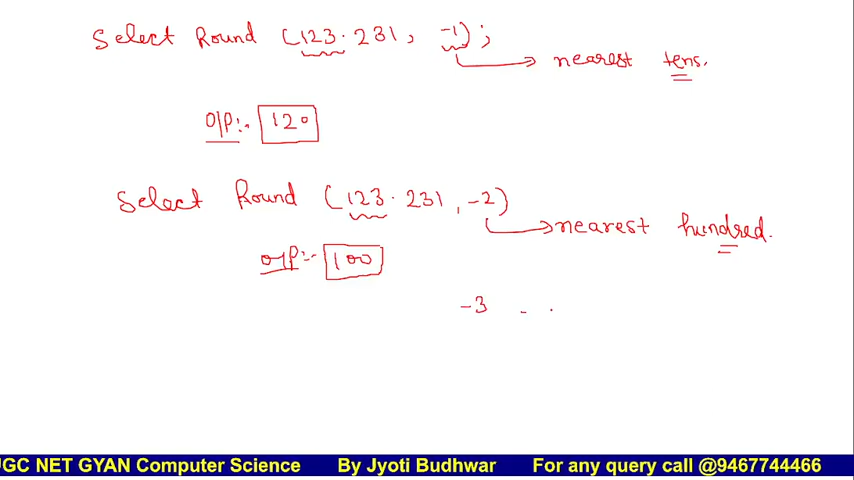 Select Round (123.231, -1);
nearest tens.
O/P:- 120
Select Round (123.231, -2)
nearest hundred.
O/P:- 100
-3 - .
UGC NET GYAN Computer Science By Jyoti Budhwar For any query call @9467744466